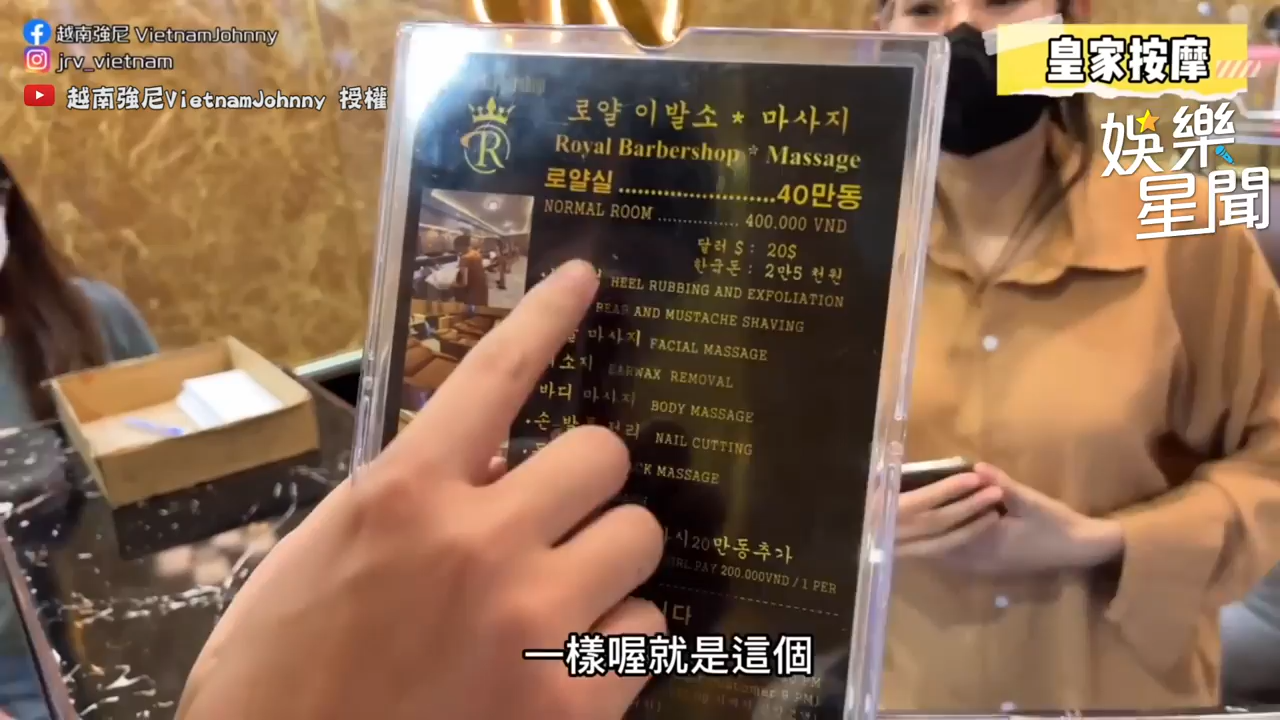 越南強尼 VietnamJohnny
jrv_vietnam
越南強尼VietnamJohnny 授權
皇家按摩
娛樂
星聞
R
로얄 이발소 * 마사지
Royal Barbershop * Massage
로얄실 ........................ 40만동
NORMAL ROOM ................ 400.000 VND
달러 $ : 20$
한국돈 : 2만5 천원
HEEL RUBBING AND EXFOLIATION
BEAR AND MUSTACHE SHAVING
마사지 FACIAL MASSAGE
EARWAX REMOVAL
바디 마사지 BODY MASSAGE
NAIL CUTTING
MASSAGE
20만동추가
PAY 200.000VND / 1 PER
一樣喔就是這個